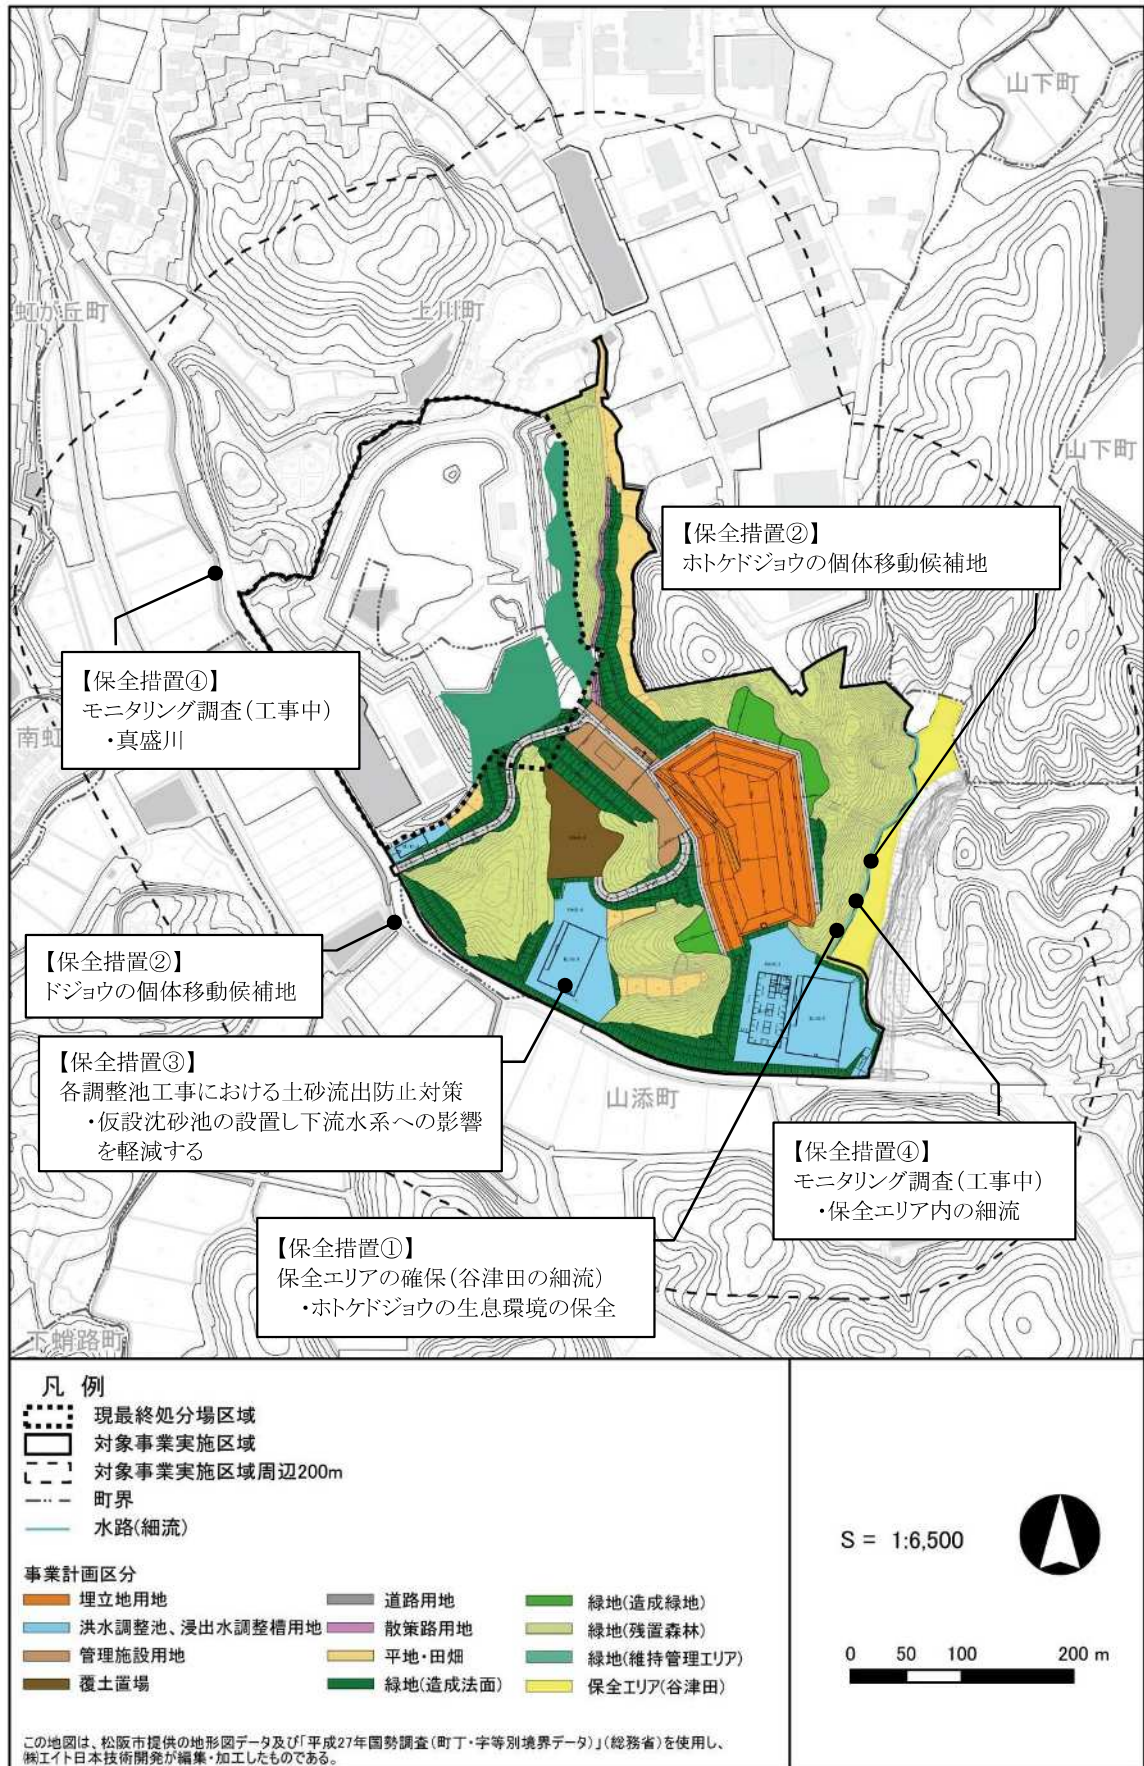 山下町
虹が丘町
上川町
山下町
【保全措置②】
ホトケドジョウの個体移動候補地
【保全措置④】
モニタリング調査(工事中)
・真盛川
南虹
【保全措置②】
ドジョウの個体移動候補地
【保全措置③】
各調整池工事における土砂流出防止対策
・仮設沈砂池の設置し下流水系への影響
を軽減する
山添町
【保全措置④】
モニタリング調査(工事中)
・保全エリア内の細流
【保全措置①】
保全エリアの確保(谷津田の細流)
・ホトケドジョウの生息環境の保全
下蛸路町
凡 例
現最終処分場区域
対象事業実施区域
対象事業実施区域周辺200m
町界
水路(細流)
事業計画区分
埋立地用地
洪水調整池、浸出水調整槽用地
管理施設用地
覆土置場
道路用地
散策路用地
平地・田畑
緑地(造成法面)
緑地(造成緑地)
緑地(残置森林)
緑地(維持管理エリア)
保全エリア(谷津田)
S = 1:6,500
0 50 100 200 m
この地図は、松阪市提供の地形図データ及び「平成27年国勢調査(町丁・字等別境界データ)」(総務省)を使用し、
㈱エイト日本技術開発が編集・加工したものである。